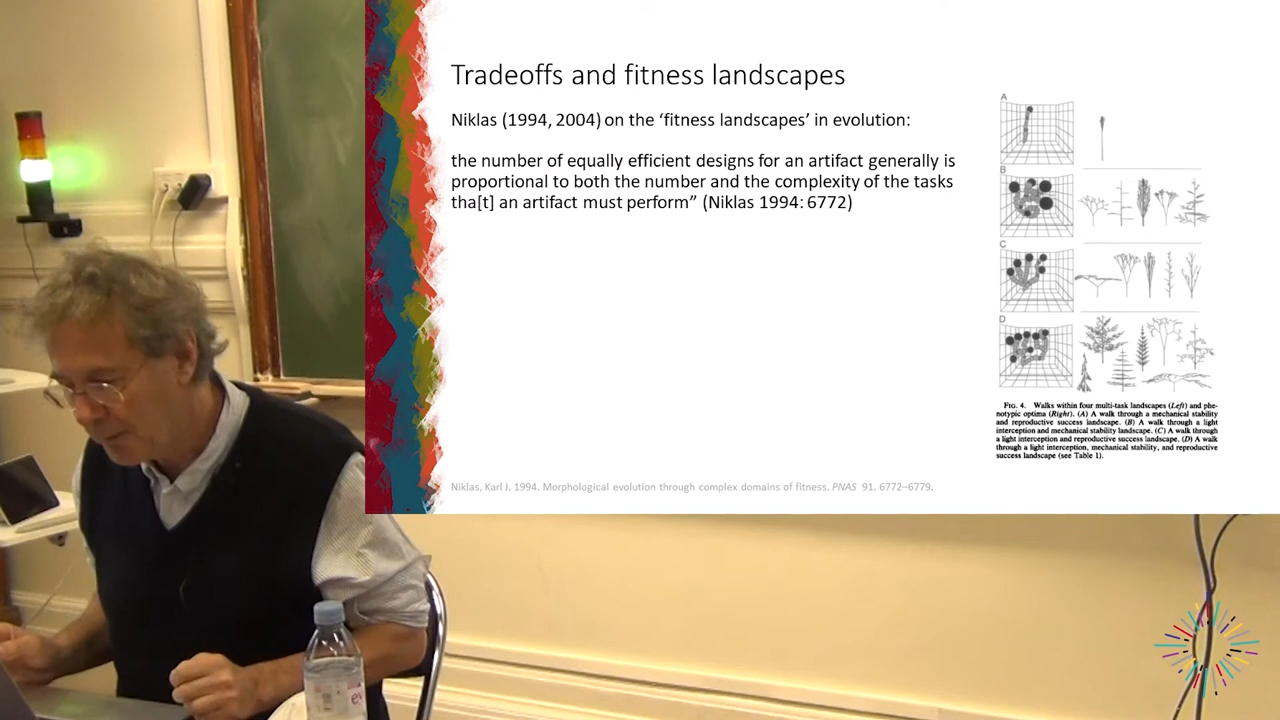 Tradeoffs and fitness landscapes
Niklas (1994, 2004) on the ‘fitness landscapes’ in evolution:
the number of equally efficient designs for an artifact generally is
proportional to both the number and the complexity of the tasks
tha[t] an artifact must perform” (Niklas 1994: 6772)
A
B
C
D
FIG. 4. Walks within four multi-task landscapes (Left) and phe-
notypic optima (Right). (A) A walk through a mechanical stability
and reproductive success landscape. (B) A walk through a light
interception and mechanical stability landscape. (C) A walk through
a light interception and reproductive success landscape. (D) A walk
through a light interception, mechanical stability, and reproductive
success landscape (see Table 1).
Niklas, Karl J. 1994. Morphological evolution through complex domains of fitness. PNAS 91. 6772–6779.